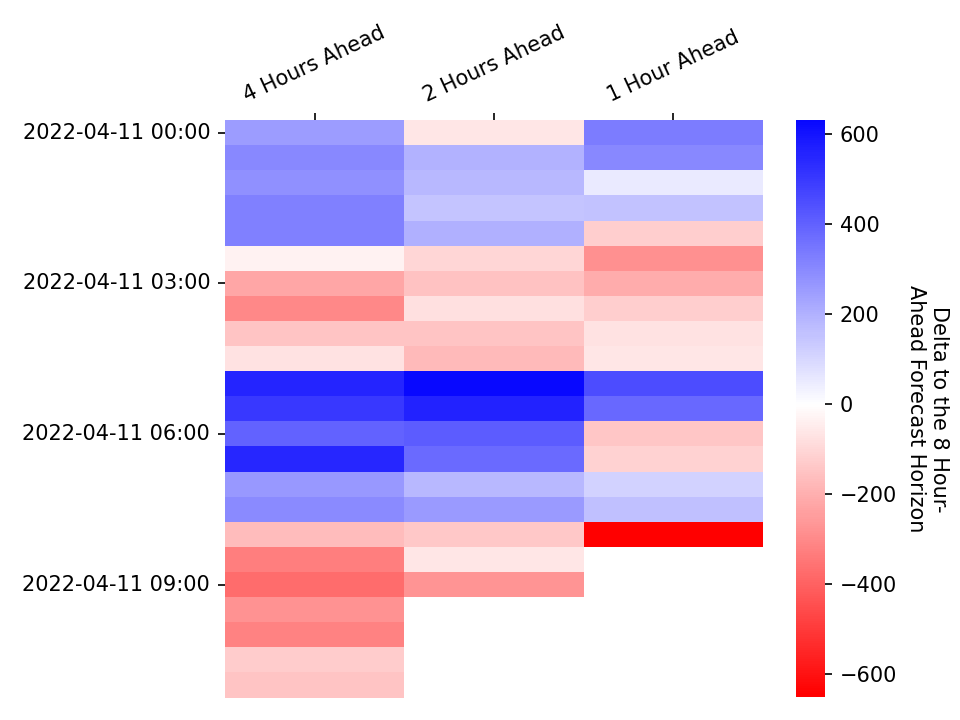 4 Hours Ahead
2 Hours Ahead
1 Hour Ahead
2022-04-11 00:00
2022-04-11 03:00
2022-04-11 06:00
2022-04-11 09:00
600
400
200
0
−200
−400
−600
Delta to the 8 Hour-
Ahead Forecast Horizon